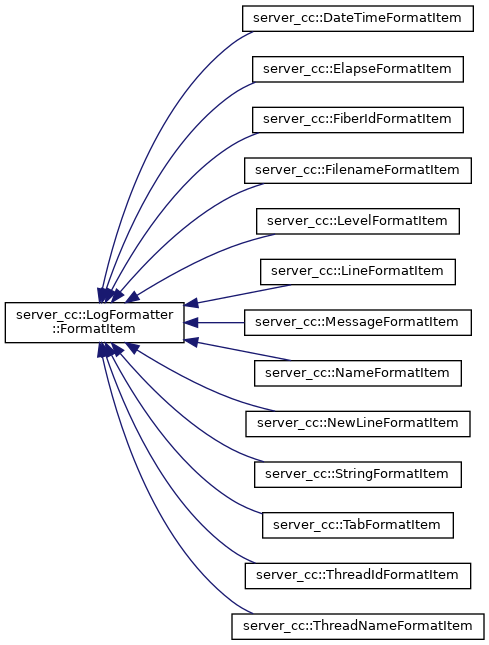 server_cc::DateTimeFormatItem
server_cc::ElapseFormatItem
server_cc::FiberIdFormatItem
server_cc::FilenameFormatItem
server_cc::LevelFormatItem
server_cc::LineFormatItem
server_cc::LogFormatter
::FormatItem
server_cc::MessageFormatItem
server_cc::NameFormatItem
server_cc::NewLineFormatItem
server_cc::StringFormatItem
server_cc::TabFormatItem
server_cc::ThreadIdFormatItem
server_cc::ThreadNameFormatItem